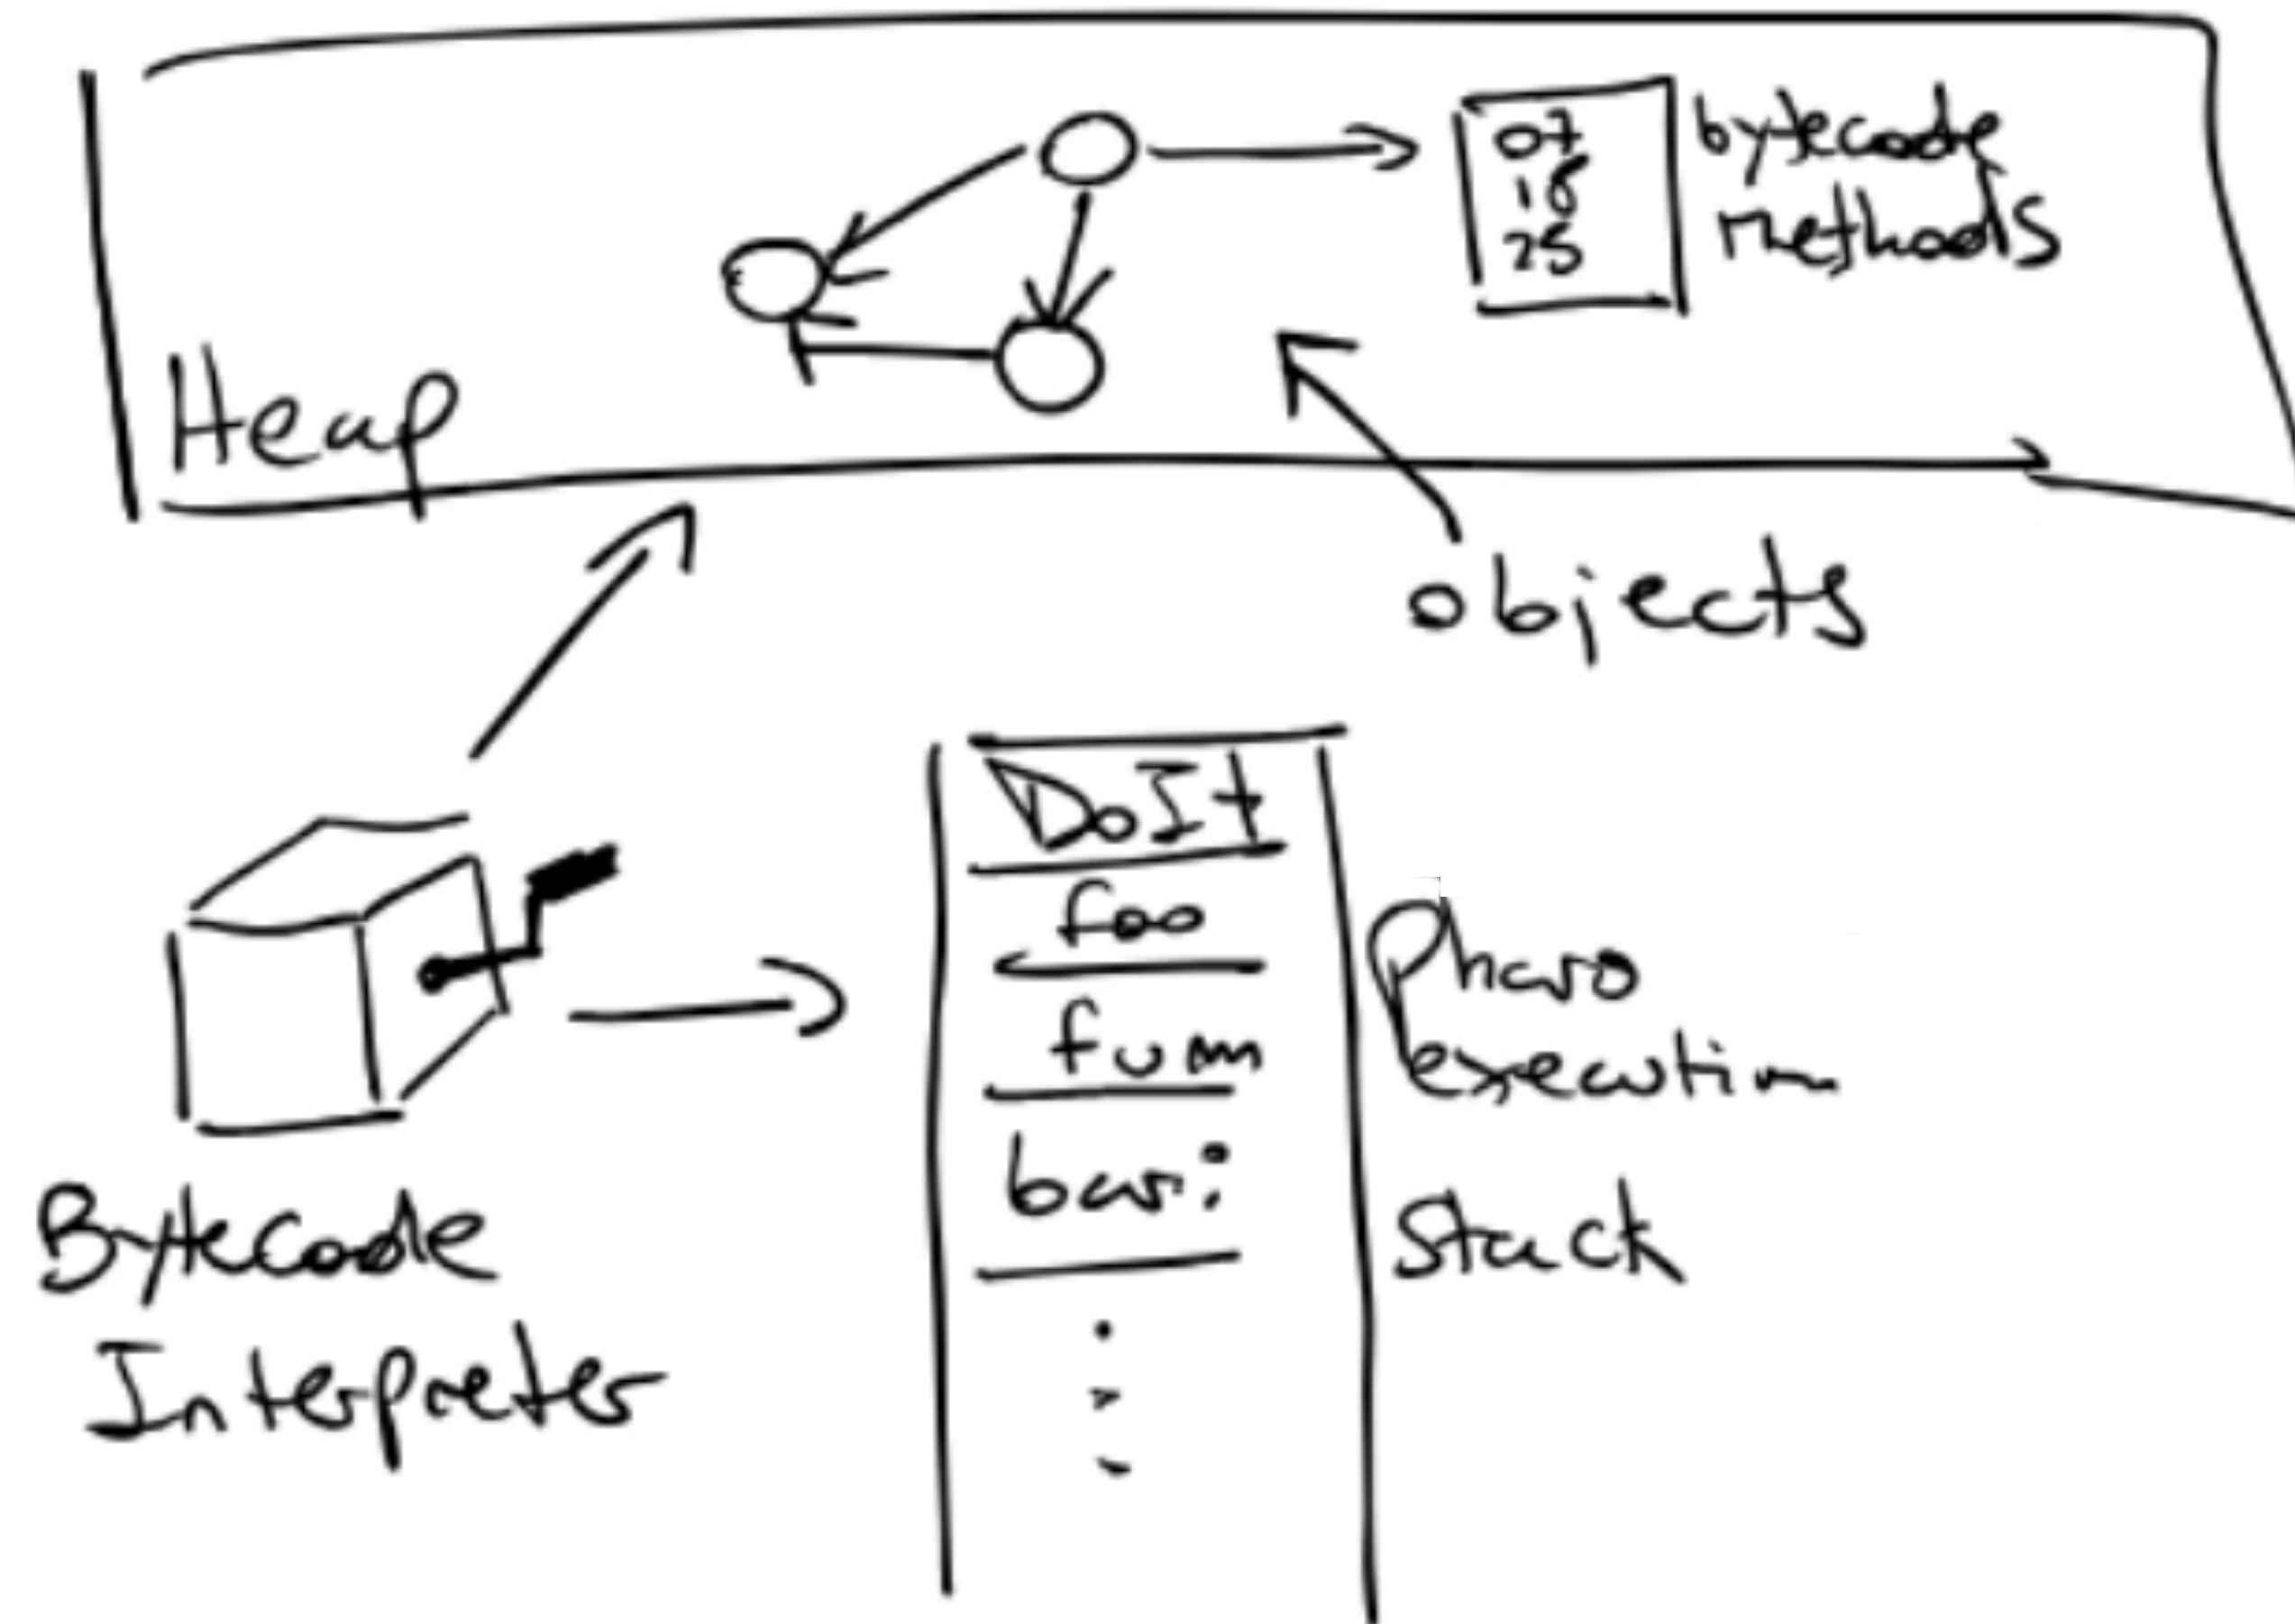 07
18
25
bytecode
methods
Heap
objects
DoIt
foo
fum
bar:
Pharo
execution
Stack
Bytecode
Interpreter